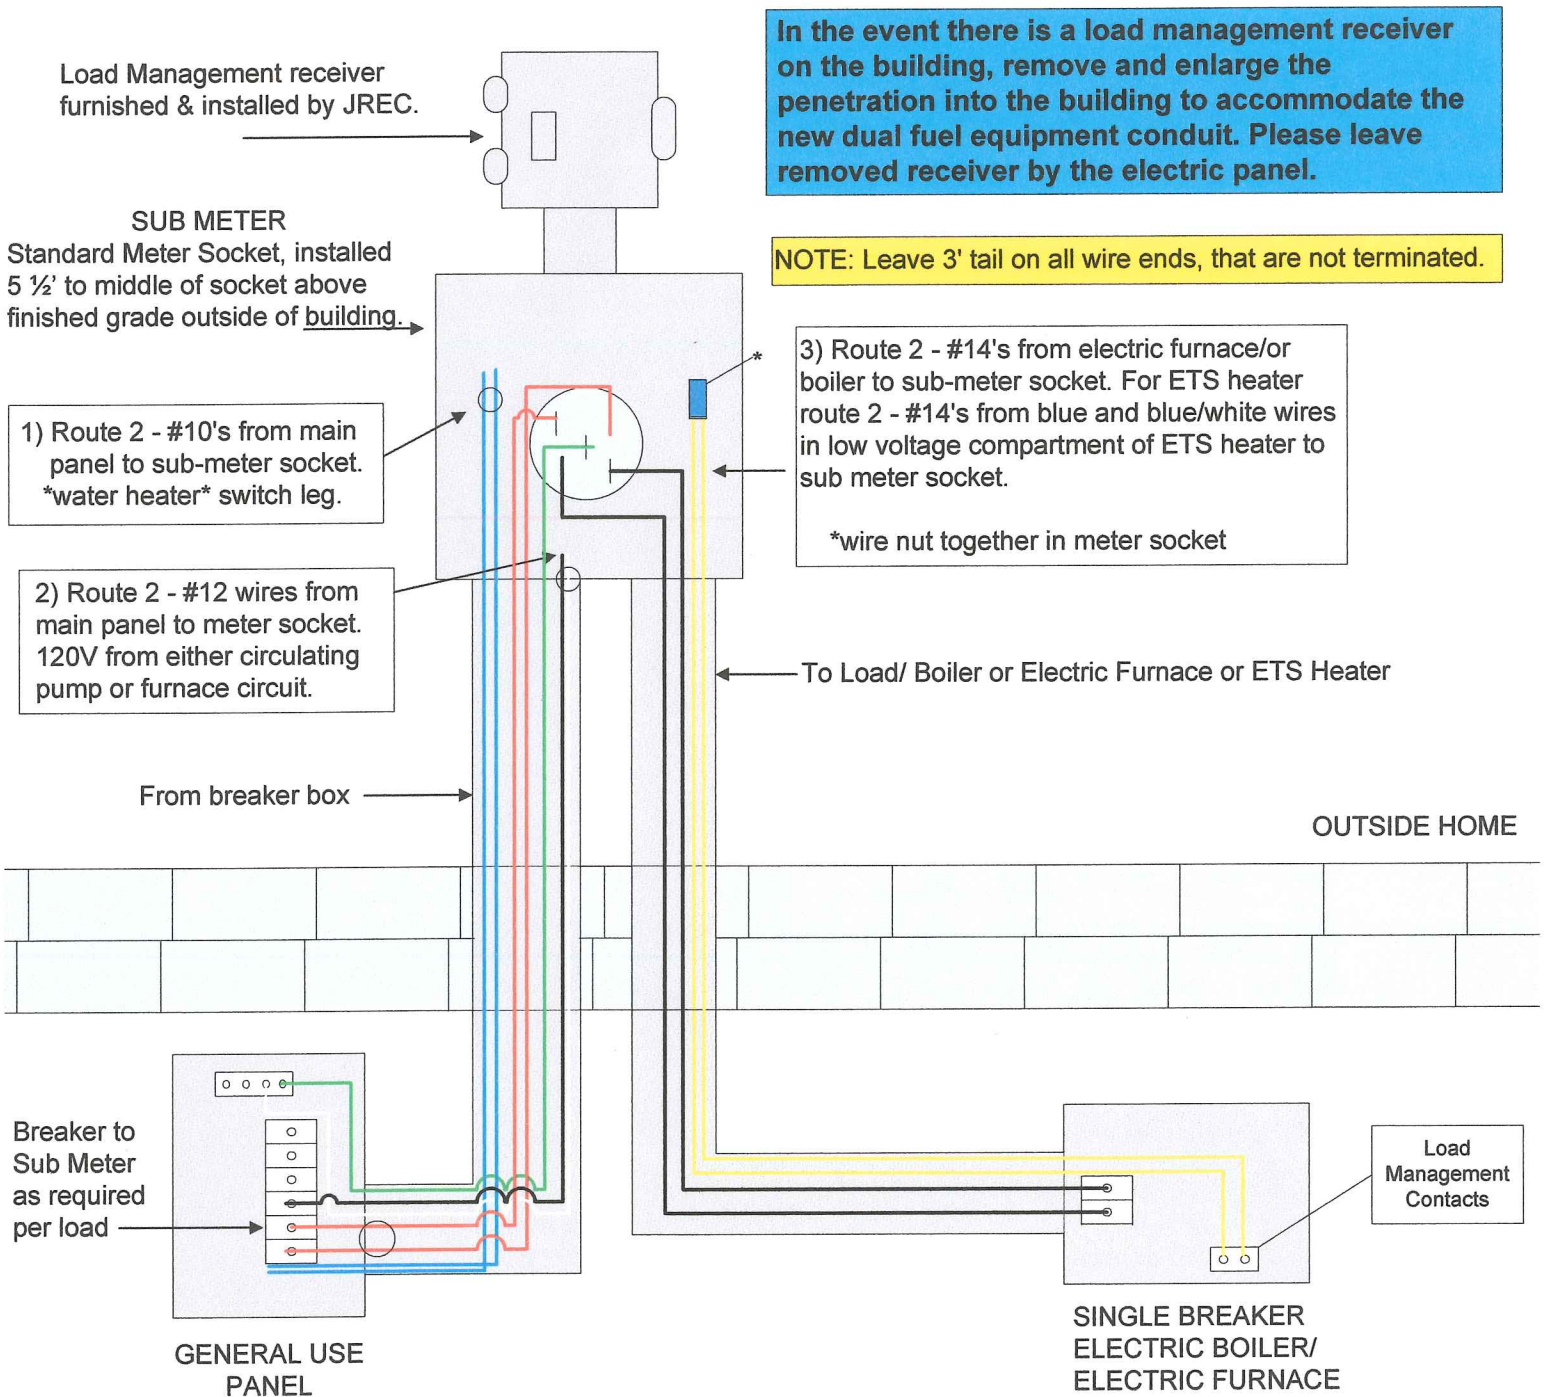 In the event there is a load management receiver
on the building, remove and enlarge the
penetration into the building to accommodate the
new dual fuel equipment conduit. Please leave
removed receiver by the electric panel.
Load Management receiver
furnished & installed by JREC.
SUB METER
Standard Meter Socket, installed
5 ½' to middle of socket above
finished grade outside of building.
NOTE: Leave 3' tail on all wire ends, that are not terminated.
*
3) Route 2 - #14's from electric furnace/or
boiler to sub-meter socket. For ETS heater
route 2 - #14's from blue and blue/white wires
in low voltage compartment of ETS heater to
sub meter socket.
*wire nut together in meter socket
1) Route 2 - #10's from main
panel to sub-meter socket.
*water heater* switch leg.
2) Route 2 - #12 wires from
main panel to meter socket.
120V from either circulating
pump or furnace circuit.
To Load/ Boiler or Electric Furnace or ETS Heater
From breaker box
OUTSIDE HOME
Breaker to
Sub Meter
as required
per load
Load
Management
Contacts
GENERAL USE
PANEL
SINGLE BREAKER
ELECTRIC BOILER/
ELECTRIC FURNACE